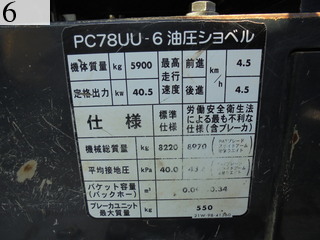 6
PC78UU-6 油圧ショベル
機体質量 kg 5900 最高走行速度 前進 km/h 4.5
定格出力 kW 40.5 後進 4.5
仕様 標準仕様 労働安全衛生法による最も不利な仕様(含ブレーカ)
機械総質量 kg 8220 8970
平均接地圧 kPa 40.0
バケット容量(バックホウ) m³ 0.34
ブレーカユニット最大質量 kg 550